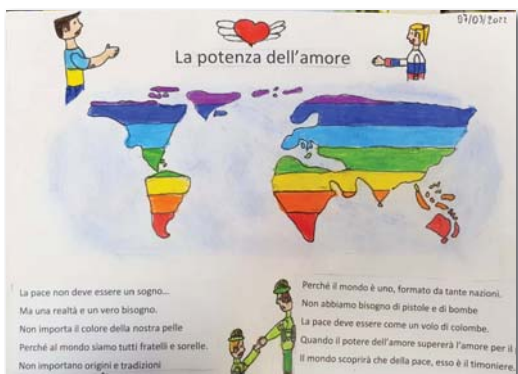 07/03/2022
La potenza dell'amore
La pace non deve essere un sogno...
Ma una realtà e un vero bisogno.
Non importa il colore della nostra pelle
Perché al mondo siamo tutti fratelli e sorelle.
Non importano origini e tradizioni
Perché il mondo è uno, formato da tante nazioni.
Non abbiamo bisogno di pistole e di bombe
La pace deve essere come un volo di colombe.
Quando il potere dell'amore supererà l'amore per il
Il mondo scoprirà che della pace, esso è il timoniere.